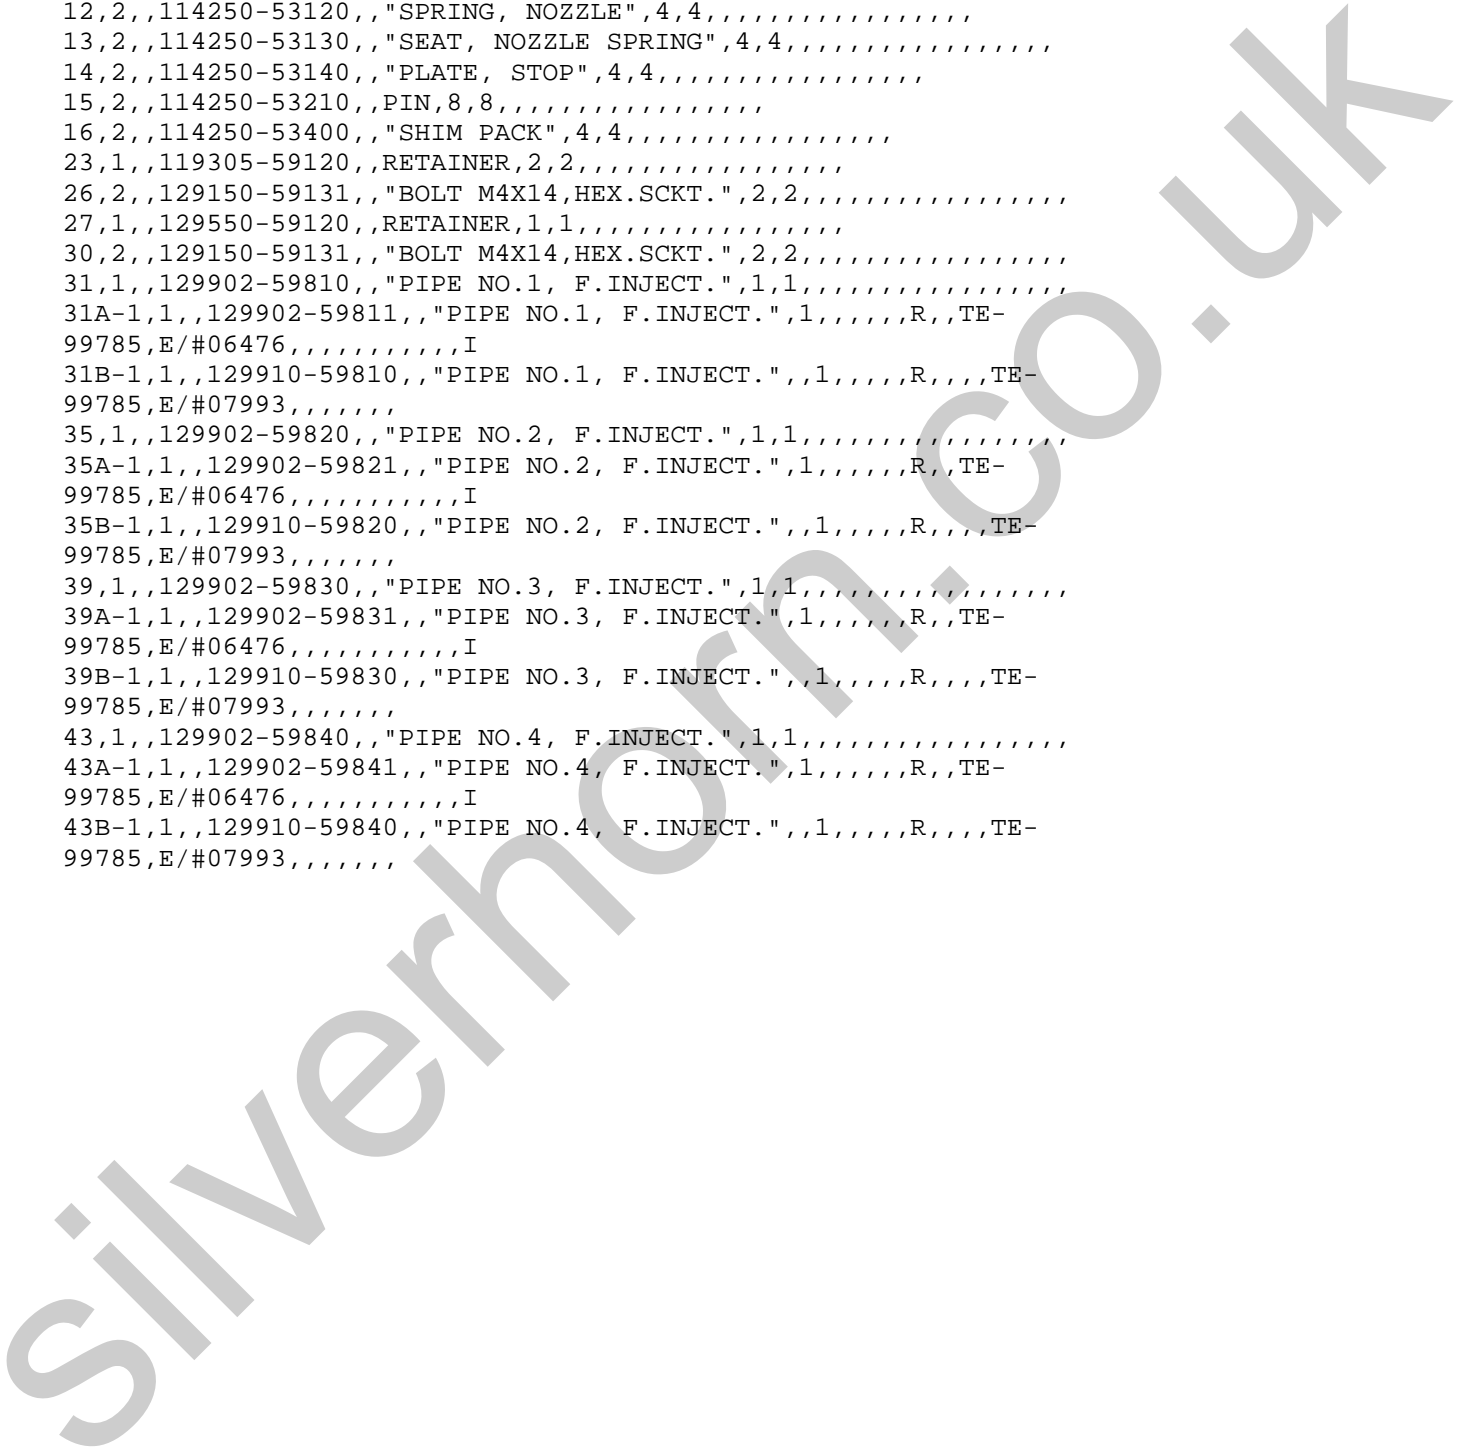 12,2,,114250-53120,,"SPRING, NOZZLE",4,4,,,,,,,,,,,,,,,,,
13,2,,114250-53130,,"SEAT, NOZZLE SPRING",4,4,,,,,,,,,,,,,,,,,
14,2,,114250-53140,,"PLATE, STOP",4,4,,,,,,,,,,,,,,,,,
15,2,,114250-53210,,PIN,8,8,,,,,,,,,,,,,,,,,
16,2,,114250-53400,,"SHIM PACK",4,4,,,,,,,,,,,,,,,,,
23,1,,119305-59120,,RETAINER,2,2,,,,,,,,,,,,,,,,,
26,2,,129150-59131,,"BOLT M4X14,HEX.SCKT.",2,2,,,,,,,,,,,,,,,,,
27,1,,129550-59120,,RETAINER,1,1,,,,,,,,,,,,,,,,,
30,2,,129150-59131,,"BOLT M4X14,HEX.SCKT.",2,2,,,,,,,,,,,,,,,,,
31,1,,129902-59810,,"PIPE NO.1, F.INJECT.",1,1,,,,,,,,,,,,,,,,,
31A-1,1,,129902-59811,,"PIPE NO.1, F.INJECT.",1,,,,,,R,,TE-
99785,E/#06476,,,,,,,,,,,I
31B-1,1,,129910-59810,,"PIPE NO.1, F.INJECT.",,1,,,,,R,,,,TE-
99785,E/#07993,,,,,,,
35,1,,129902-59820,,"PIPE NO.2, F.INJECT.",1,1,,,,,,,,,,,,,,,,,
35A-1,1,,129902-59821,,"PIPE NO.2, F.INJECT.",1,,,,,,R,,TE-
99785,E/#06476,,,,,,,,,,,I
35B-1,1,,129910-59820,,"PIPE NO.2, F.INJECT.",,1,,,,,R,,,,TE-
99785,E/#07993,,,,,,,
39,1,,129902-59830,,"PIPE NO.3, F.INJECT.",1,1,,,,,,,,,,,,,,,,,
39A-1,1,,129902-59831,,"PIPE NO.3, F.INJECT.",1,,,,,,R,,TE-
99785,E/#06476,,,,,,,,,,,I
39B-1,1,,129910-59830,,"PIPE NO.3, F.INJECT.",,1,,,,,R,,,,TE-
99785,E/#07993,,,,,,,
43,1,,129902-59840,,"PIPE NO.4, F.INJECT.",1,1,,,,,,,,,,,,,,,,,
43A-1,1,,129902-59841,,"PIPE NO.4, F.INJECT.",1,,,,,,R,,TE-
99785,E/#06476,,,,,,,,,,,I
43B-1,1,,129910-59840,,"PIPE NO.4, F.INJECT.",,1,,,,,R,,,,TE-
99785,E/#07993,,,,,,,
silverhorn.co.uk